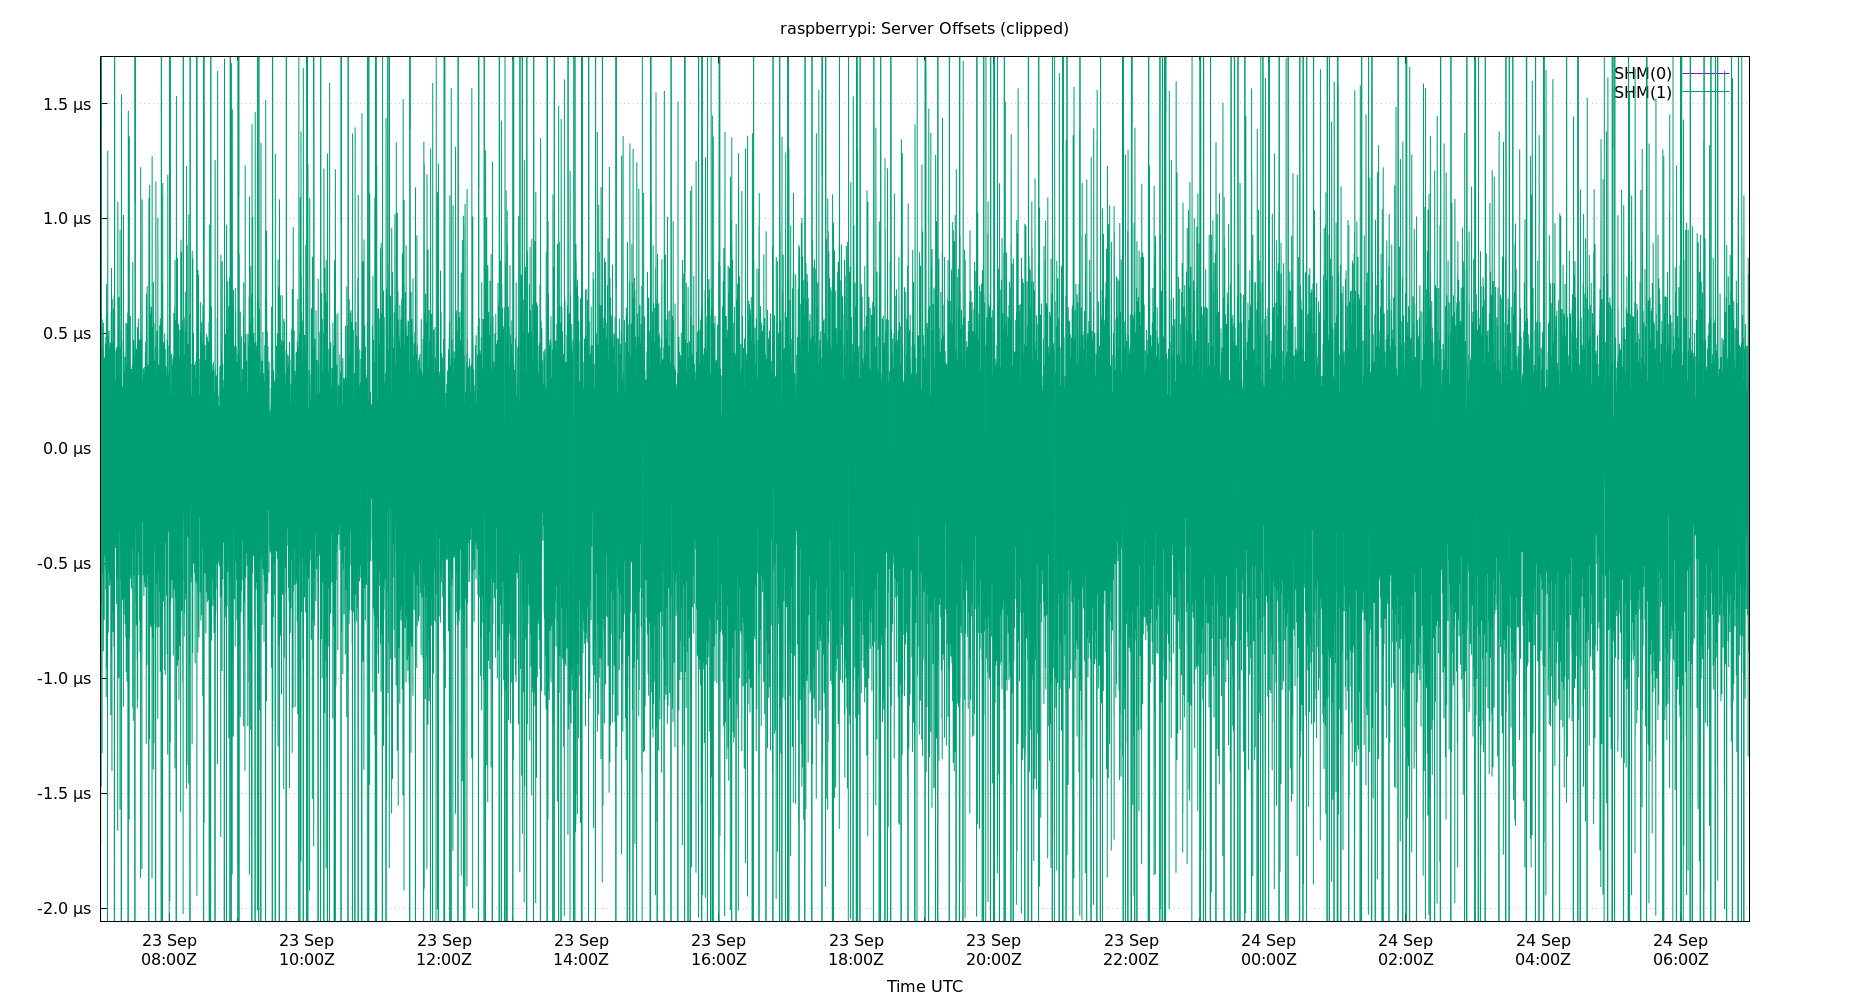 raspberrypi: Server Offsets (clipped)
SHM(0)
SHM(1)
1.5 µs
1.0 µs
0.5 µs
0.0 µs
-0.5 µs
-1.0 µs
-1.5 µs
-2.0 µs
23 Sep 23 Sep 23 Sep 23 Sep 23 Sep 23 Sep 23 Sep 23 Sep 24 Sep 24 Sep 24 Sep 24 Sep
08:00Z 10:00Z 12:00Z 14:00Z 16:00Z 18:00Z 20:00Z 22:00Z 00:00Z 02:00Z 04:00Z 06:00Z
Time UTC